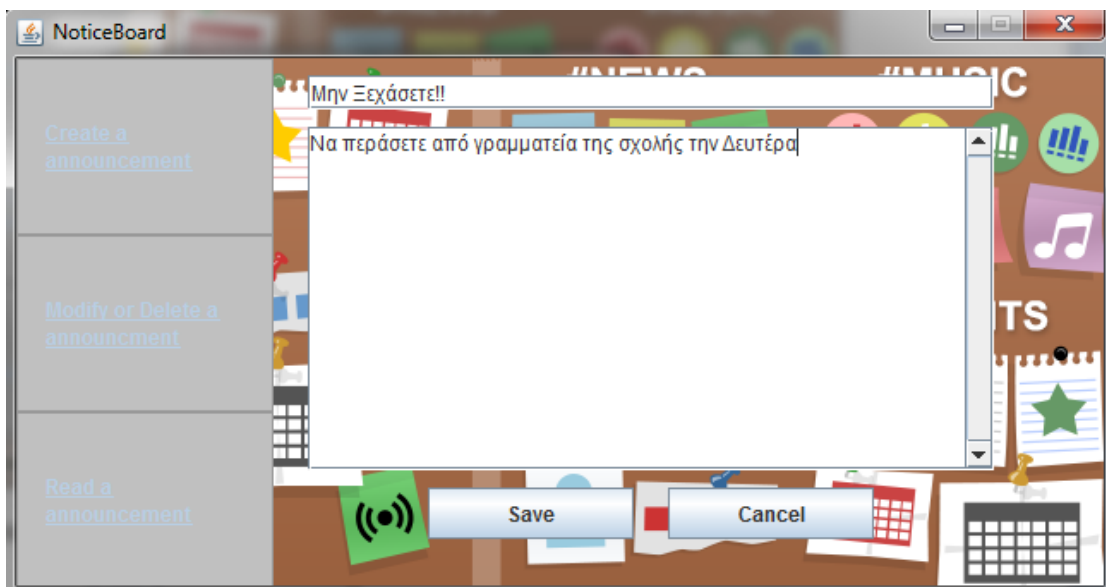 NoticeBoard
#NEWS
#MUSIC
Μην Ξεχάσετε!!
Create a
announcement
Να περάσετε από γραμματεία της σχολής την Δευτέρα
Modify or Delete a
announcment
TS
Read a
announcement
Save
Cancel